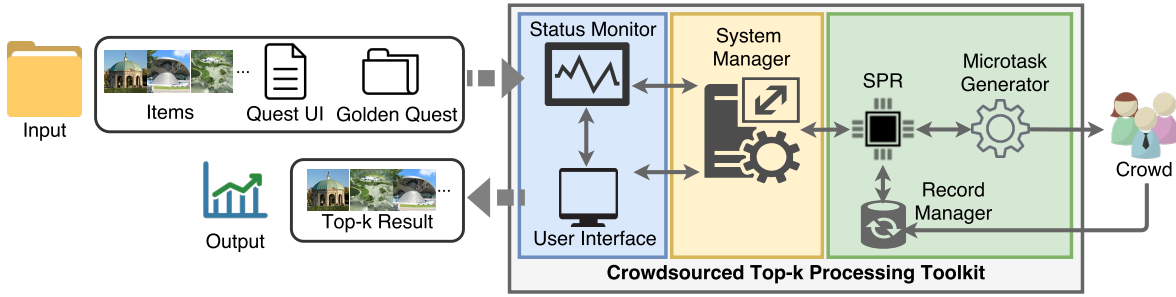 Input
...
Items
Quest UI
Golden Quest
...
Top-k Result
Output
Status Monitor
User Interface
System
Manager
SPR
Microtask
Generator
Record
Manager
Crowd
Crowdsourced Top-k Processing Toolkit